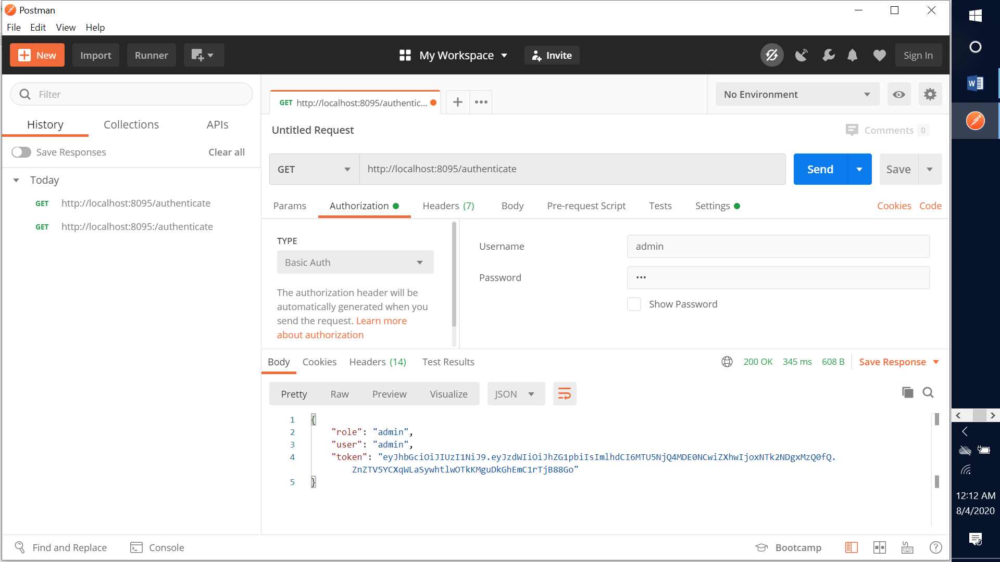 Postman
File Edit View Help
New Import Runner My Workspace Invite Sign In
Filter
History Collections APIs
Save Responses Clear all
Today
GET http://localhost:8095/authenticate
GET http://localhost:8095:/authenticate
GET http://localhost:8095/authentic... No Environment
Untitled Request Comments 0
GET http://localhost:8095/authenticate Send Save
Params Authorization Headers (7) Body Pre-request Script Tests Settings Cookies Code
TYPE
Basic Auth
The authorization header will be
automatically generated when you
send the request. Learn more
about authorization
Username admin
Password •••
Show Password
Body Cookies Headers (14) Test Results 200 OK 345 ms 608 B Save Response
Pretty Raw Preview Visualize JSON
1 {
2 "role": "admin",
3 "user": "admin",
4 "token": "eyJhbGciOiJIUzI1NiJ9.eyJzdWIiOiJhZG1pbiIsImlhdCI6MTU5NjQ4MDE0NCwiZXhwIjoxNTk2NDgxMzQ0fQ.
ZnZTV5YCXqWLaSywhtlwOTkKMguDkGhEmC1rTjB88Go"
5 }
Find and Replace Console Bootcamp
12:12 AM
8/4/2020